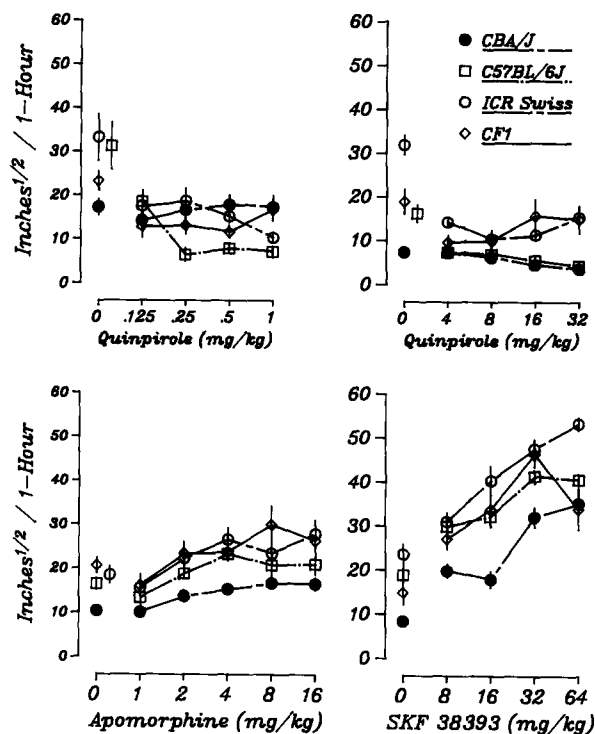 60
50
40
30
20
10
0
Inches1/2 / 1-Hour
0 .125 .25 .5 1
Quinpirole (mg/kg)
60
50
40
30
20
10
0
CBA/J
C57BL/6J
ICR Swiss
CF1
0 4 8 16 32
Quinpirole (mg/kg)
60
50
40
30
20
10
0
Inches1/2 / 1-Hour
0 1 2 4 8 16
Apomorphine (mg/kg)
60
50
40
30
20
10
0
0 8 16 32 64
SKF 38393 (mg/kg)